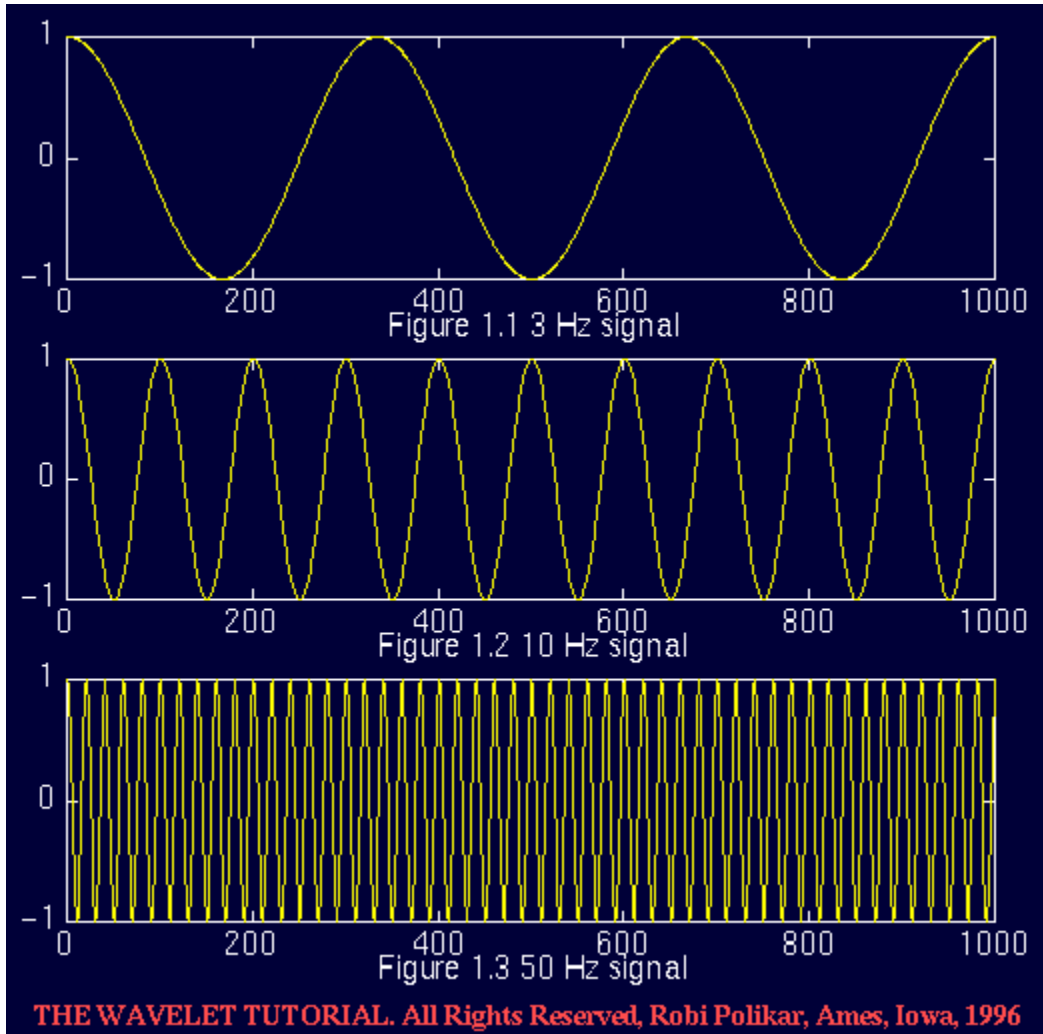 1
0
-1
0 200 400 600 800 1000
Figure 1.1 3 Hz signal
1
0
-1
0 200 400 600 800 1000
Figure 1.2 10 Hz signal
1
0
-1
0 200 400 600 800 1000
Figure 1.3 50 Hz signal
THE WAVELET TUTORIAL. All Rights Reserved, Robi Polikar, Ames, Iowa, 1996